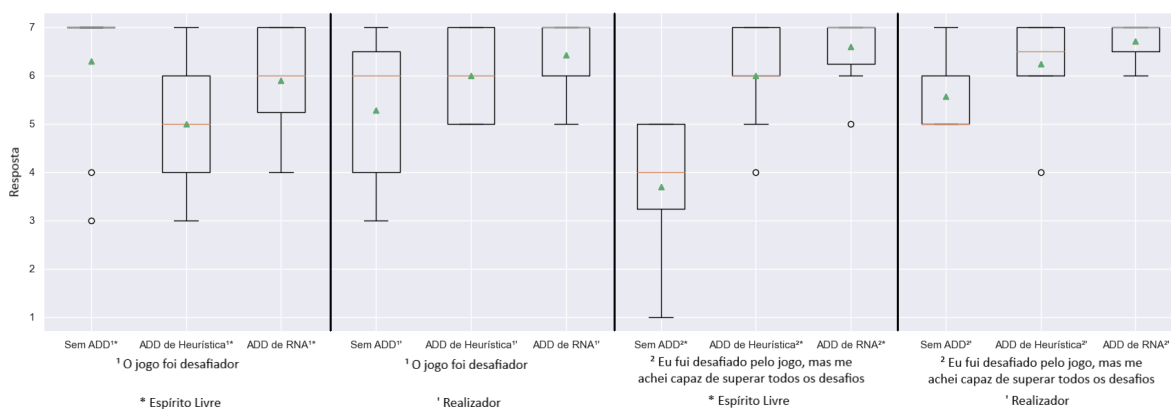 Resposta
7
6
5
4
3
2
1
Sem ADD¹*
ADD de Heurística¹*
ADD de RNA¹*
Sem ADD¹'
ADD de Heurística¹'
ADD de RNA¹'
Sem ADD²*
ADD de Heurística²*
ADD de RNA²*
Sem ADD²'
ADD de Heurística²'
ADD de RNA²'
¹ O jogo foi desafiador
¹ O jogo foi desafiador
² Eu fui desafiado pelo jogo, mas me
achei capaz de superar todos os desafios
² Eu fui desafiado pelo jogo, mas me
achei capaz de superar todos os desafios
* Espírito Livre
' Realizador
* Espírito Livre
' Realizador